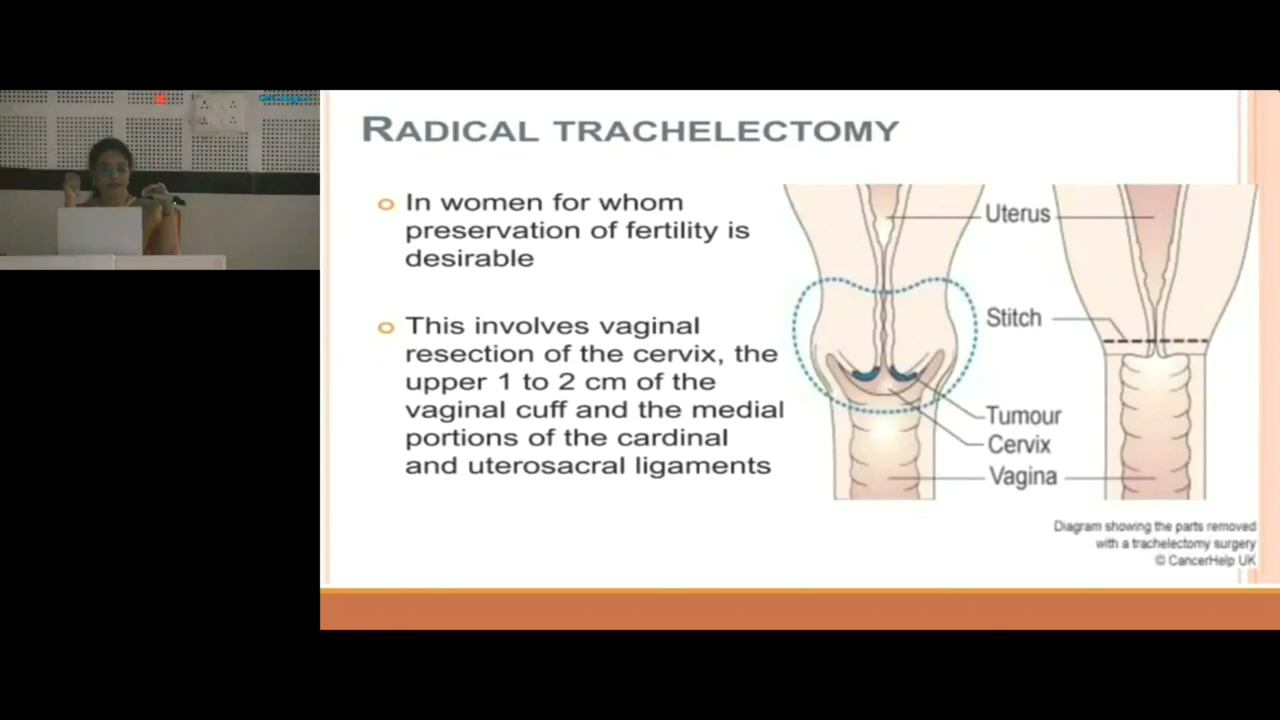 RADICAL TRACHELECTOMY
In women for whom
preservation of fertility is
desirable
This involves vaginal
resection of the cervix, the
upper 1 to 2 cm of the
vaginal cuff and the medial
portions of the cardinal
and uterosacral ligaments
Uterus
Stitch
Tumour
Cervix
Vagina
Diagram showing the parts removed
with a trachelectomy surgery
© CancerHelp UK